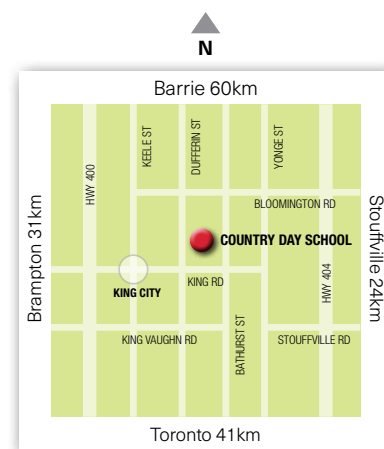 N
Barrie 60km
KEELE ST
DUFFERIN ST
YONGE ST
HWY 400
BLOOMINGTON RD
COUNTRY DAY SCHOOL
Brampton 31km
Stouffville 24km
KING RD
KING CITY
HWY 404
BATHURST ST
KING VAUGHN RD
STOUFFVILLE RD
Toronto 41km